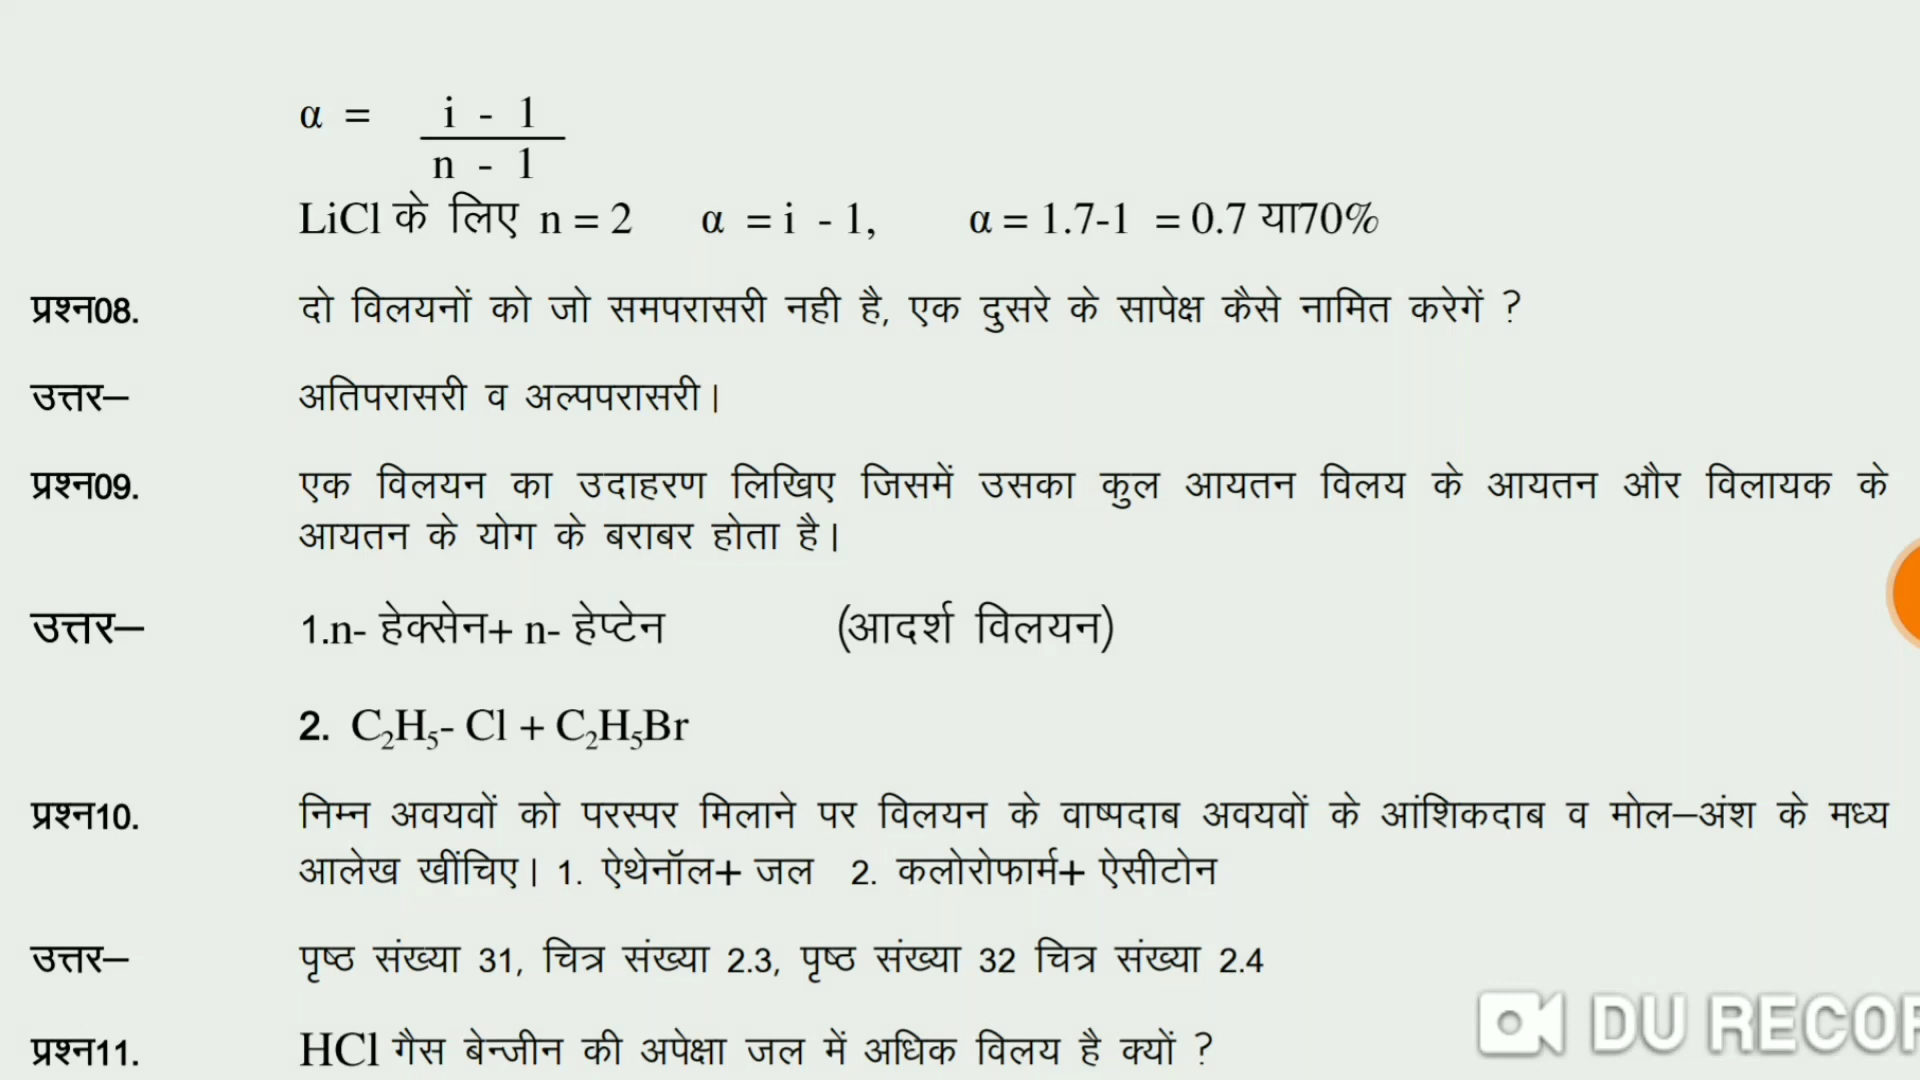 α = i - 1
n - 1
LiCl के लिए n = 2 α = i - 1, α = 1.7-1 = 0.7 या70%
प्रश्न08. दो विलयनों को जो समपरासरी नही है, एक दुसरे के सापेक्ष कैसे नामित करेगें ?
उत्तर– अतिपरासरी व अल्पपरासरी।
प्रश्न09. एक विलयन का उदाहरण लिखिए जिसमें उसका कुल आयतन विलय के आयतन और विलायक के
आयतन के योग के बराबर होता है।
उत्तर– 1.n- हेक्सेन+ n- हेप्टेन (आदर्श विलयन)
2. C₂H₅- Cl + C₂H₅Br
प्रश्न10. निम्न अवयवों को परस्पर मिलाने पर विलयन के वाष्पदाब अवयवों के आंशिकदाब व मोल–अंश के मध्य
आलेख खींचिए। 1. ऐथेनॉल+ जल 2. कलोरोफार्म+ ऐसीटोन
उत्तर– पृष्ठ संख्या 31, चित्र संख्या 2.3, पृष्ठ संख्या 32 चित्र संख्या 2.4
प्रश्न11. HCl गैस बेन्जीन की अपेक्षा जल में अधिक विलय है क्यों ?
DU RECOR